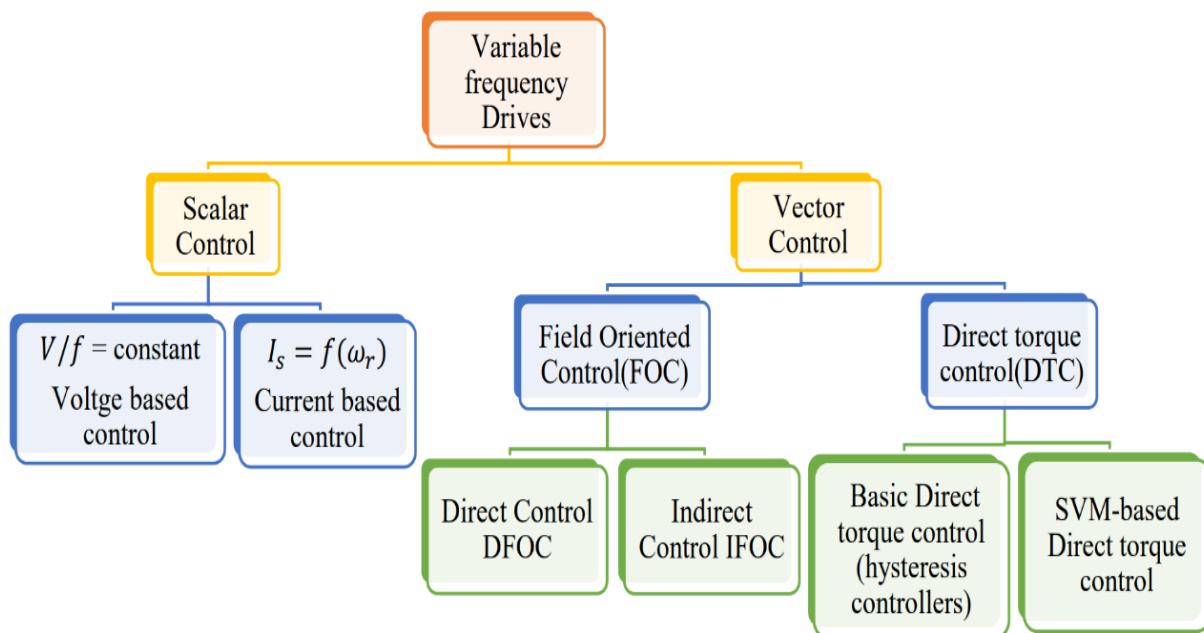 Variable
frequency
Drives
Scalar
Control
Vector
Control
V/f = constant
Voltge based
control
I_s = f(ω_r)
Current based
control
Field Oriented
Control(FOC)
Direct torque
control(DTC)
Direct Control
DFOC
Indirect
Control IFOC
Basic Direct
torque control
(hysteresis
controllers)
SVM-based
Direct torque
control